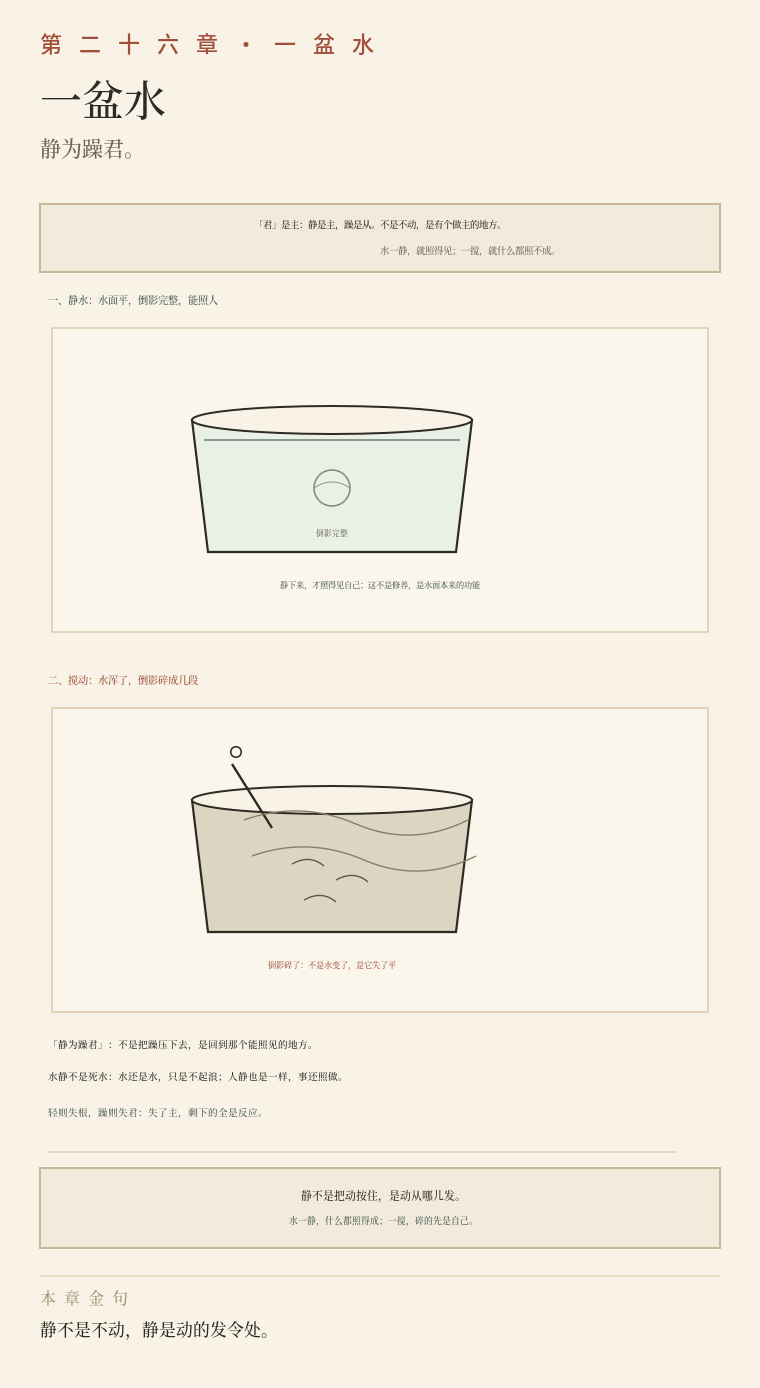 第二十六章·一盆水
一盆水
静为躁君。
「君」是主：静是主，躁是从。不是不动，是有个做主的地方。
水一静，就照得见；一搅，就什么都照不成。
一、静水：水面平，倒影完整，能照人
倒影完整
静下来，才照得见自己；这不是修养，是水面本来的功能
二、搅动：水浑了，倒影碎成几段
倒影碎了：不是水变了，是它失了平
「静为躁君」：不是把躁压下去，是回到那个能照见的地方。
水静不是死水：水还是水，只是不起浪；人静也是一样，事还照做。
轻则失根，躁则失君：失了主，剩下的全是反应。
静不是把动按住，是动从哪儿发。
水一静，什么都照得成；一搅，碎的先是自己。
本章金句
静不是不动，静是动的发令处。